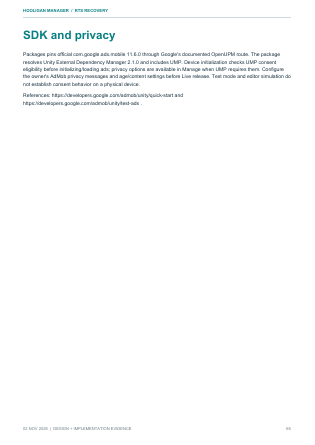 HOOLIGAN MANAGER / RTS RECOVERY
SDK and privacy
Packages pins official com.google.ads.mobile 11.6.0 through Google's documented OpenUPM route. The package
resolves Unity External Dependency Manager 2.1.0 and includes UMP. Device initialization checks UMP consent
eligibility before initializing/loading ads; privacy options are available in Manage when UMP requires them. Configure
the owner's AdMob privacy messages and age/content settings before Live release. Test mode and editor simulation do
not establish consent behavior on a physical device.
References: https://developers.google.com/admob/unity/quick-start and
https://developers.google.com/admob/unity/test-ads .
DESIGN + IMPLEMENTATION EVIDENCE